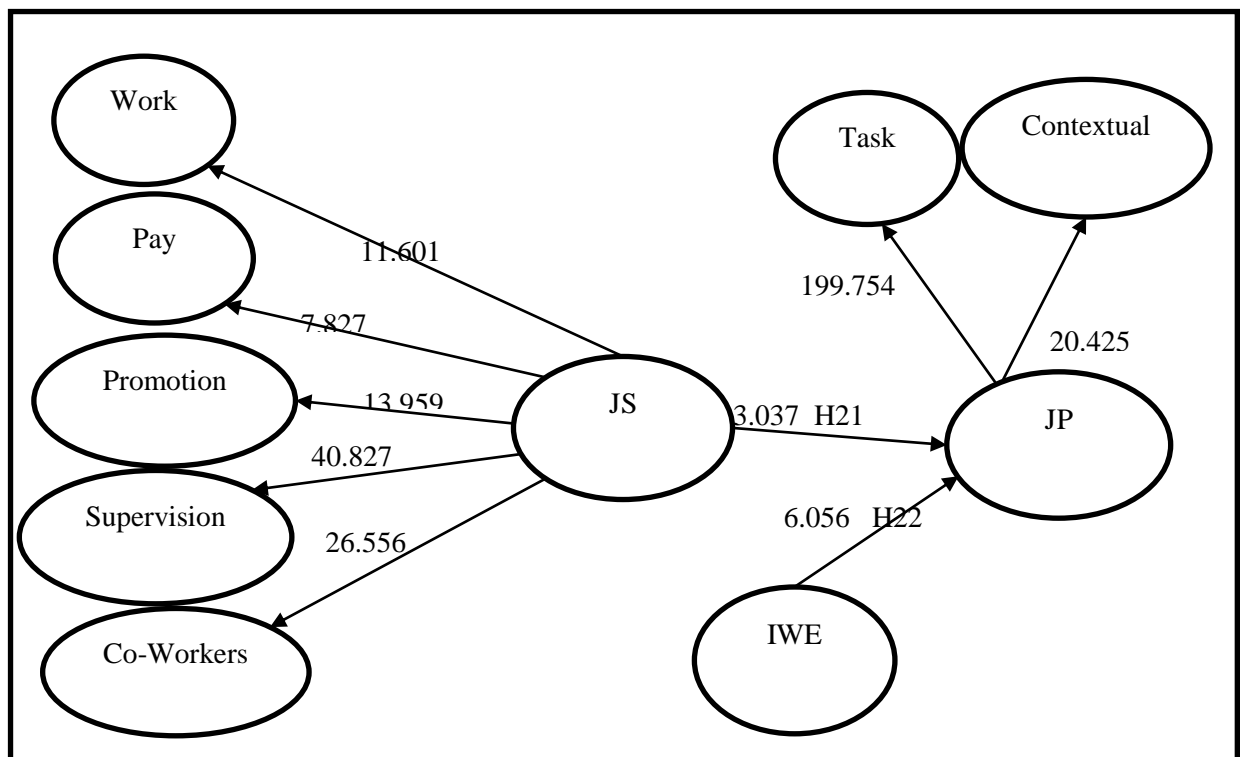 Work
Task
Contextual
Pay
11.601
199.754
7.827
20.425
Promotion
13.959
JS
3.037 H21
JP
40.827
Supervision
6.056 H22
26.556
IWE
Co-Workers